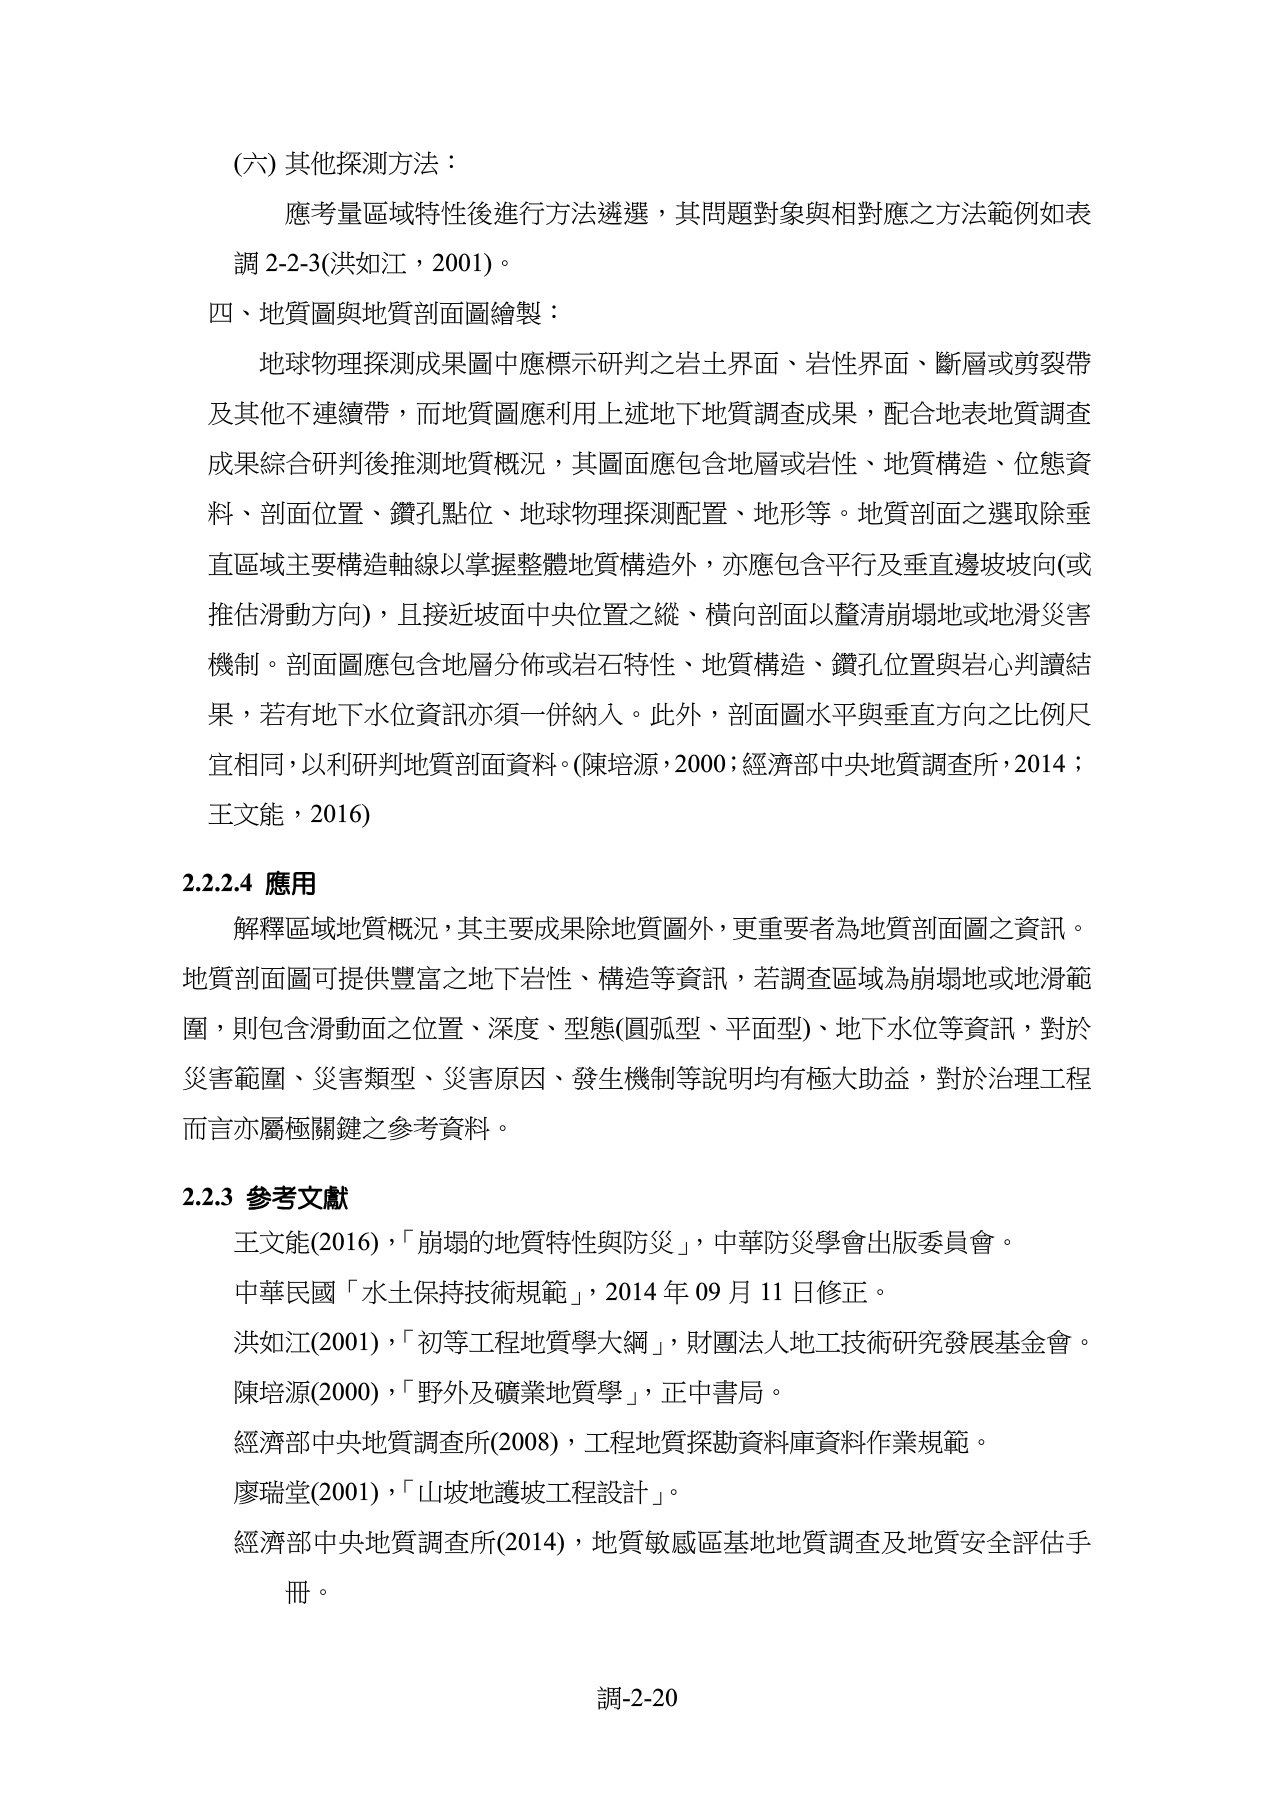 (六) 其他探測方法：
應考量區域特性後進行方法遴選，其問題對象與相對應之方法範例如表
調 2-2-3(洪如江，2001)。
四、地質圖與地質剖面圖繪製：
地球物理探測成果圖中應標示研判之岩土界面、岩性界面、斷層或剪裂帶
及其他不連續帶，而地質圖應利用上述地下地質調查成果，配合地表地質調查
成果綜合研判後推測地質概況，其圖面應包含地層或岩性、地質構造、位態資
料、剖面位置、鑽孔點位、地球物理探測配置、地形等。地質剖面之選取除垂
直區域主要構造軸線以掌握整體地質構造外，亦應包含平行及垂直邊坡坡向(或
推估滑動方向)，且接近坡面中央位置之縱、橫向剖面以釐清崩塌地或地滑災害
機制。剖面圖應包含地層分佈或岩石特性、地質構造、鑽孔位置與岩心判讀結
果，若有地下水位資訊亦須一併納入。此外，剖面圖水平與垂直方向之比例尺
宜相同，以利研判地質剖面資料。(陳培源，2000；經濟部中央地質調查所，2014；
王文能，2016)
2.2.2.4 應用
解釋區域地質概況，其主要成果除地質圖外，更重要者為地質剖面圖之資訊。
地質剖面圖可提供豐富之地下岩性、構造等資訊，若調查區域為崩塌地或地滑範
圍，則包含滑動面之位置、深度、型態(圓弧型、平面型)、地下水位等資訊，對於
災害範圍、災害類型、災害原因、發生機制等說明均有極大助益，對於治理工程
而言亦屬極關鍵之參考資料。
2.2.3 參考文獻
王文能(2016)，「崩塌的地質特性與防災」，中華防災學會出版委員會。
中華民國「水土保持技術規範」，2014 年 09 月 11 日修正。
洪如江(2001)，「初等工程地質學大綱」，財團法人地工技術研究發展基金會。
陳培源(2000)，「野外及礦業地質學」，正中書局。
經濟部中央地質調查所(2008)，工程地質探勘資料庫資料作業規範。
廖瑞堂(2001)，「山坡地護坡工程設計」。
經濟部中央地質調查所(2014)，地質敏感區基地地質調查及地質安全評估手
冊。
調-2-20